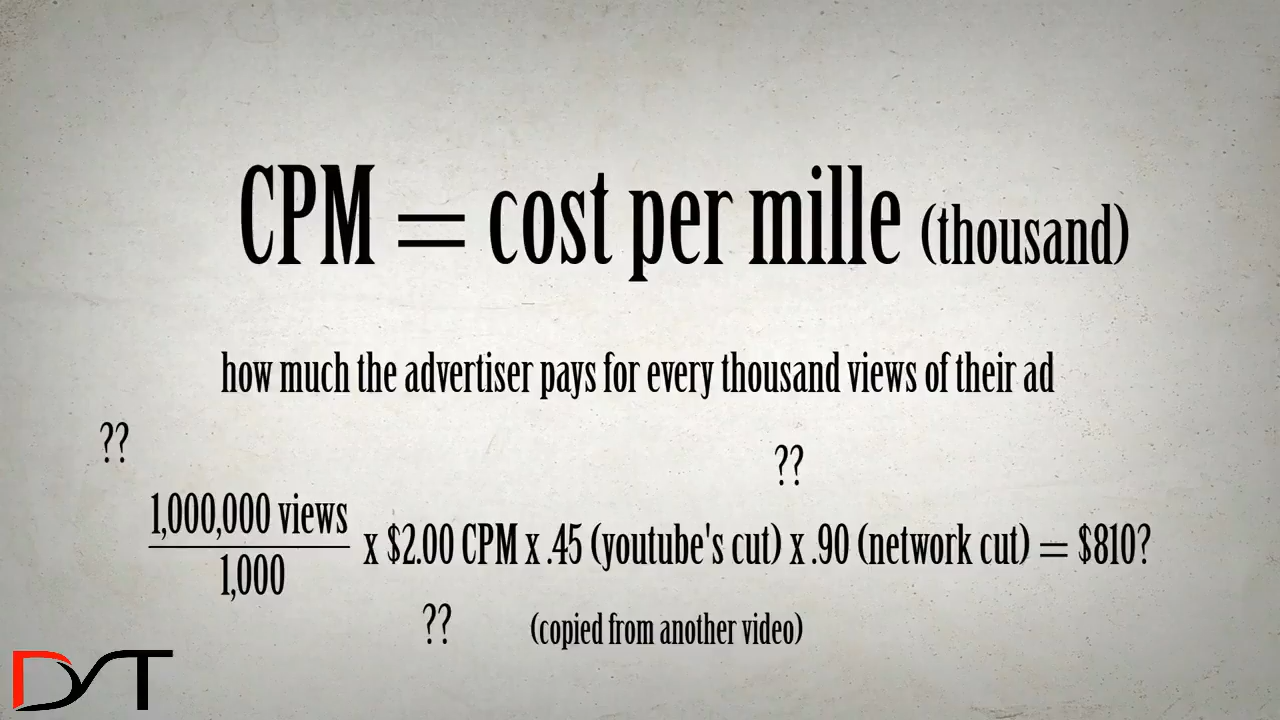 CPM = cost per mille (thousand)
how much the advertiser pays for every thousand views of their ad
??
??
1,000,000 views
1,000
x $2.00 CPM x .45 (youtube's cut) x .90 (network cut) = $810?
??
(copied from another video)
DYT